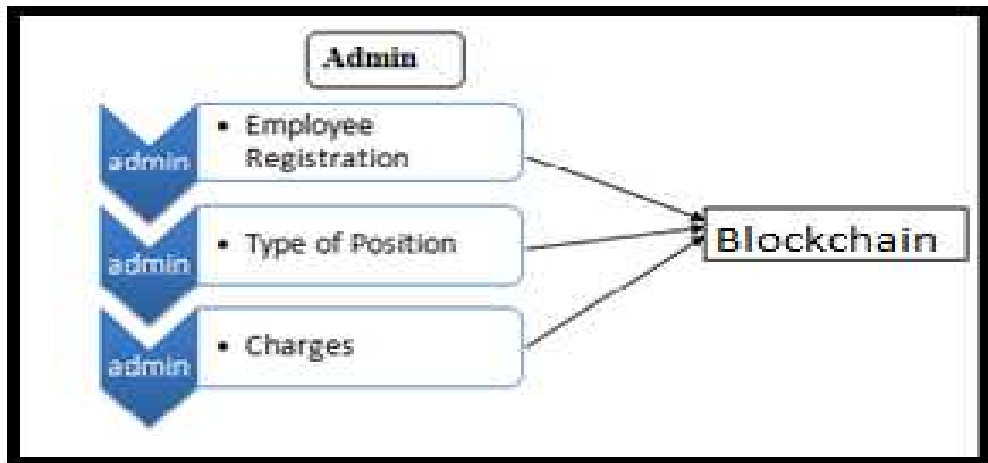 Admin
admin
• Employee
Registration
admin
• Type of Position
admin
• Charges
Blockchain